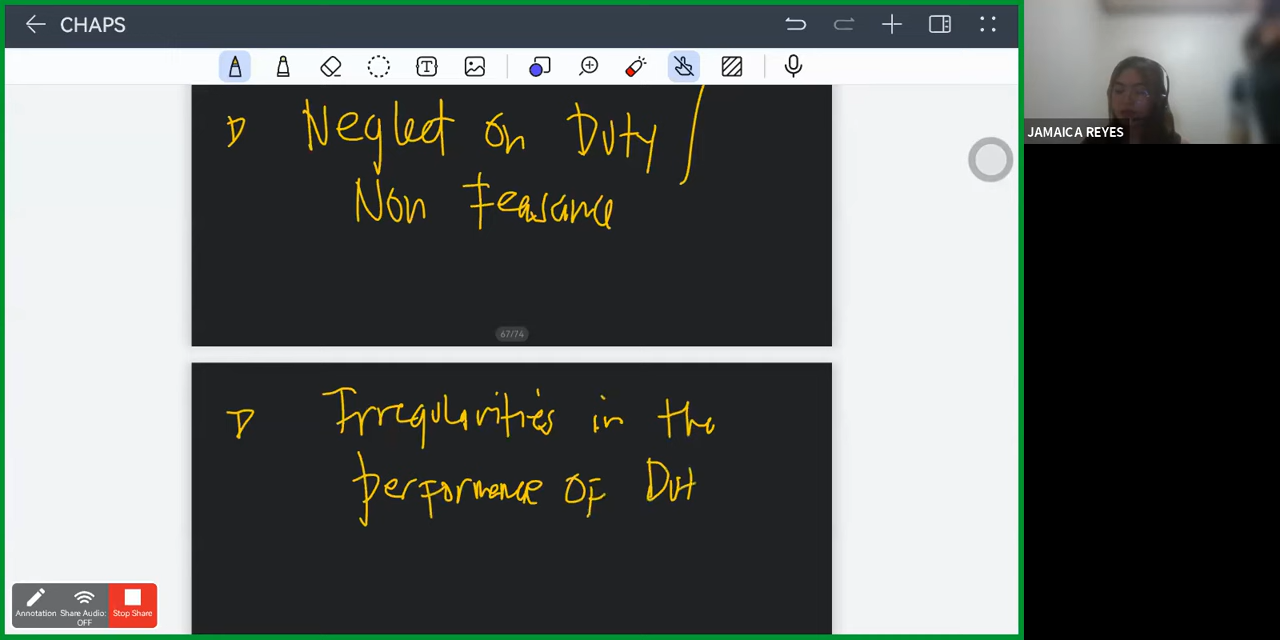 CHAPS
JAMAICA REYES
Neglect on Duty /
Non Feasance
67/74
Irregularities in the
performance of Dut
Annotation
Share Audio:
OFF
Stop Share